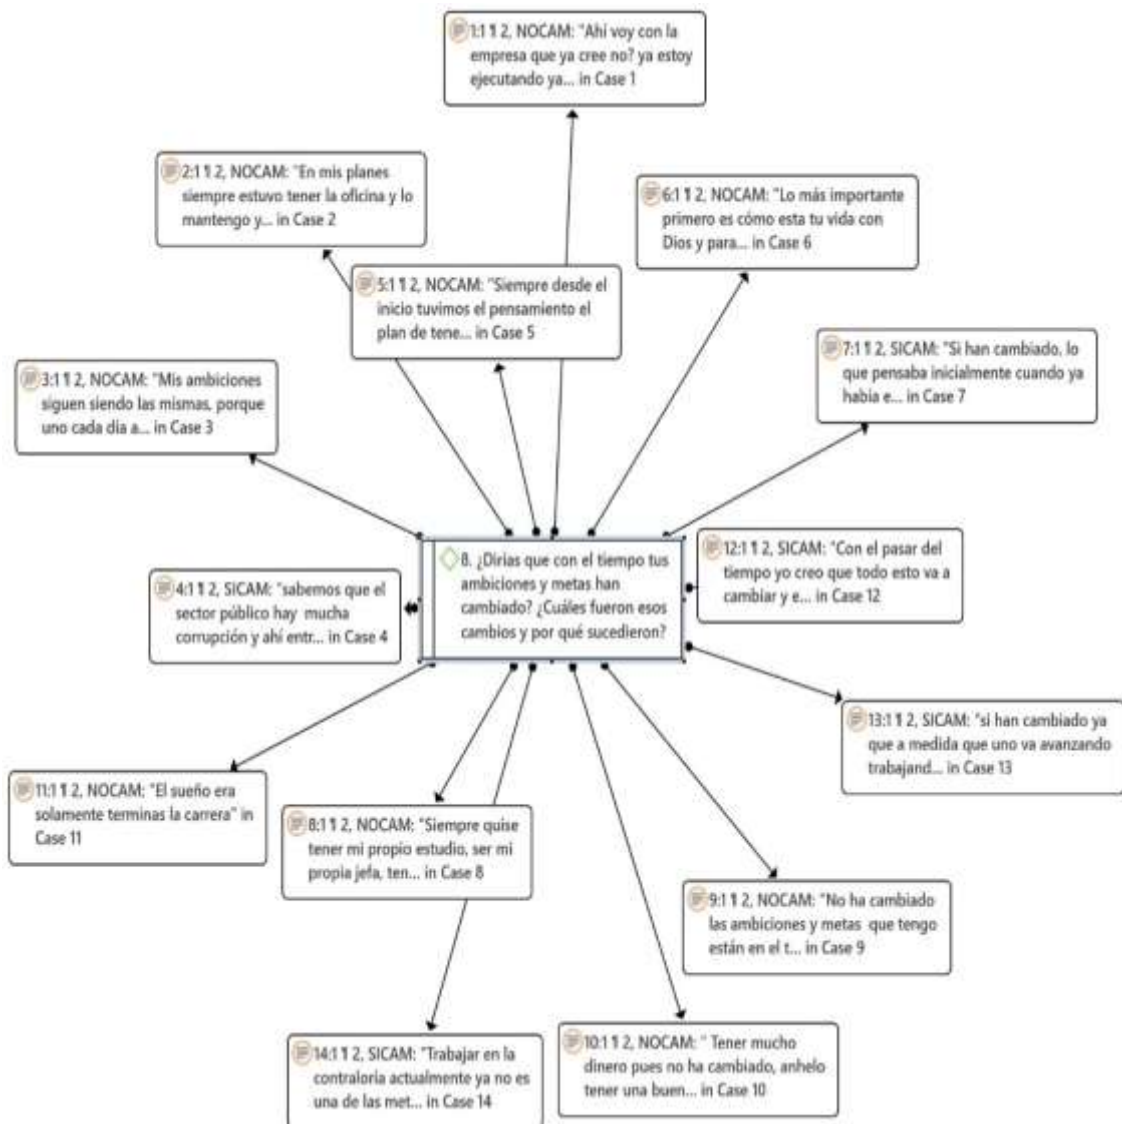 1:1 ¶ 2, NOCAM: "Ahí voy con la
empresa que ya cree no? ya estoy
ejecutando ya... in Case 1
2:1 ¶ 2, NOCAM: "En mis planes
siempre estuvo tener la oficina y lo
mantengo y... in Case 2
6:1 ¶ 2, NOCAM: "Lo más importante
primero es cómo esta tu vida con
Dios y para... in Case 6
5:1 ¶ 2, NOCAM: "Siempre desde el
inicio tuvimos el pensamiento el
plan de tene... in Case 5
7:1 ¶ 2, SICAM: "Si han cambiado, lo
que pensaba inicialmente cuando ya
había e... in Case 7
3:1 ¶ 2, NOCAM: "Mis ambiciones
siguen siendo las mismas, porque
uno cada día a... in Case 3
8. ¿Dirías que con el tiempo tus
ambiciones y metas han
cambiado? ¿Cuáles fueron esos
cambios y por qué sucedieron?
12:1 ¶ 2, SICAM: "Con el pasar del
tiempo yo creo que todo esto va a
cambiar y e... in Case 12
4:1 ¶ 2, SICAM: "sabemos que el
sector público hay mucha
corrupción y ahí entr... in Case 4
13:1 ¶ 2, SICAM: "si han cambiado ya
que a medida que uno va avanzando
trabajand... in Case 13
11:1 ¶ 2, NOCAM: "El sueño era
solamente terminas la carrera" in
Case 11
8:1 ¶ 2, NOCAM: "Siempre quise
tener mi propio estudio, ser mi
propia jefa, ten... in Case 8
9:1 ¶ 2, NOCAM: "No ha cambiado
las ambiciones y metas que tengo
están en el t... in Case 9
14:1 ¶ 2, SICAM: "Trabajar en la
contraloría actualmente ya no es
una de las met... in Case 14
10:1 ¶ 2, NOCAM: " Tener mucho
dinero pues no ha cambiado, anhelo
tener una buen... in Case 10